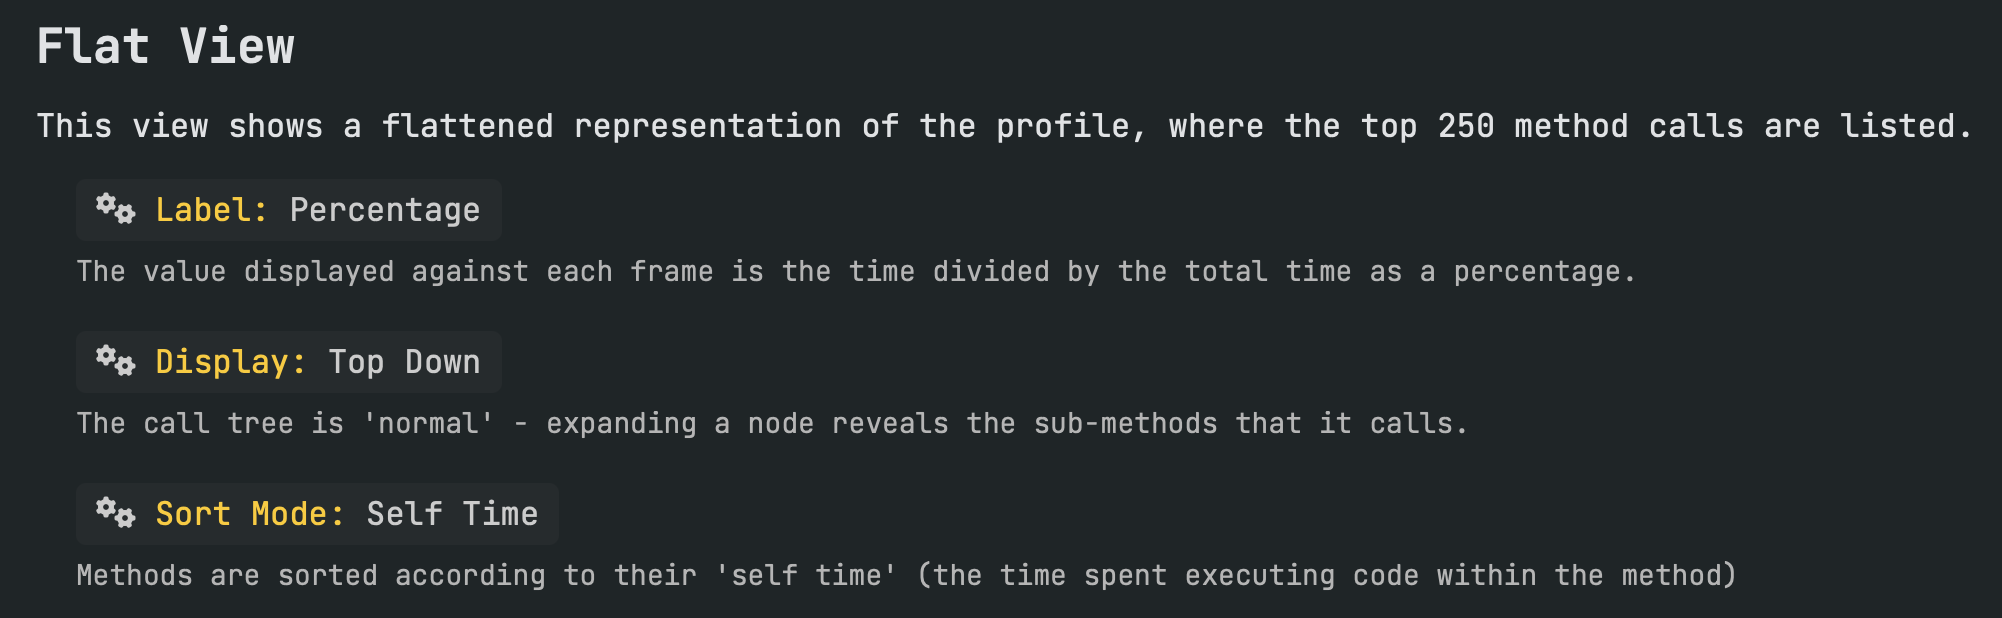 Flat View
This view shows a flattened representation of the profile, where the top 250 method calls are listed.
Label: Percentage
The value displayed against each frame is the time divided by the total time as a percentage.
Display: Top Down
The call tree is 'normal' - expanding a node reveals the sub-methods that it calls.
Sort Mode: Self Time
Methods are sorted according to their 'self time' (the time spent executing code within the method)